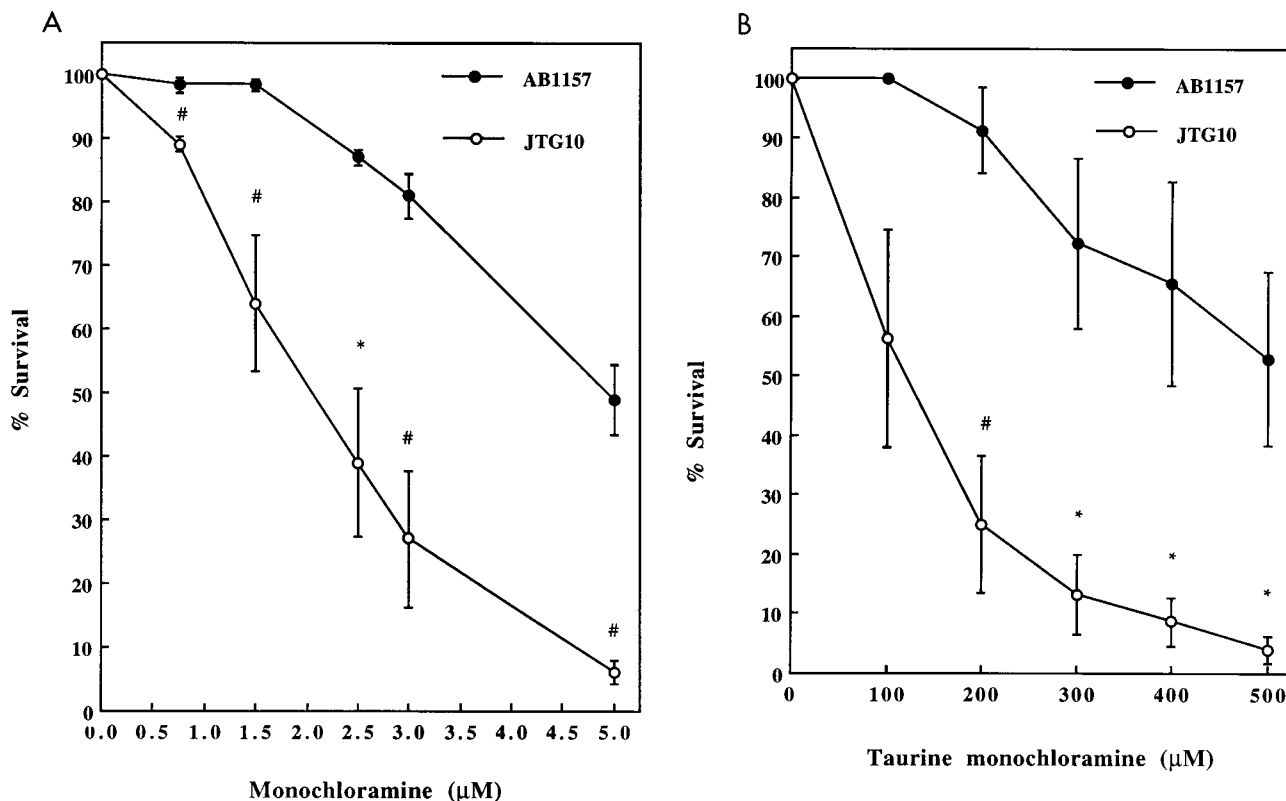 A
100
90
80
70
60
50
40
30
20
10
0
% Survival
AB1157
JTG10
#
#
*
#
#
0.0 0.5 1.0 1.5 2.0 2.5 3.0 3.5 4.0 4.5 5.0
Monochloramine (µM)
B
100
90
80
70
60
50
40
30
20
10
0
% Survival
AB1157
JTG10
#
*
*
*
0 100 200 300 400 500
Taurine monochloramine (µM)